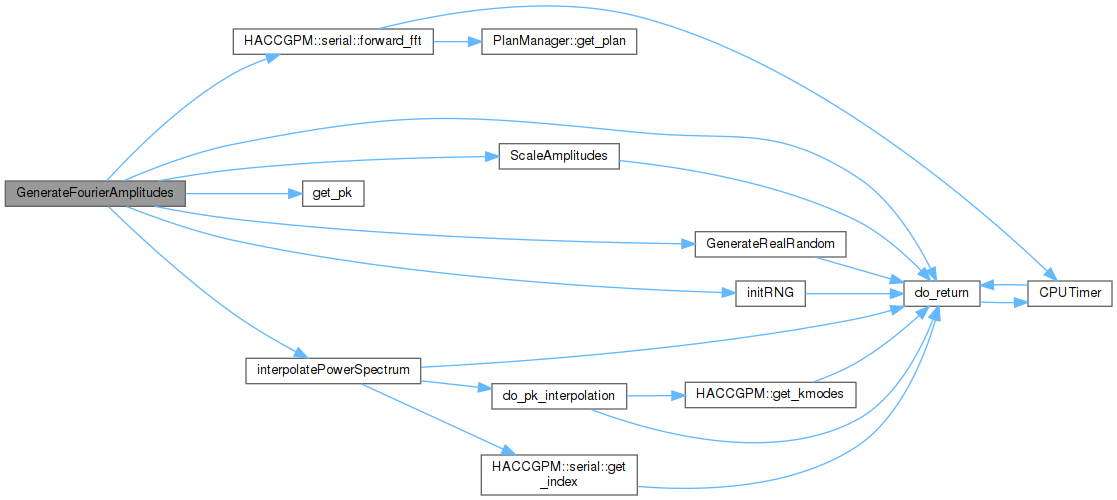 HACCGPM::serial::forward_fft
PlanManager::get_plan
ScaleAmplitudes
GenerateFourierAmplitudes
get_pk
GenerateRealRandom
initRNG
do_return
CPUTimer
interpolatePowerSpectrum
do_pk_interpolation
HACCGPM::get_kmodes
HACCGPM::serial::get
_index